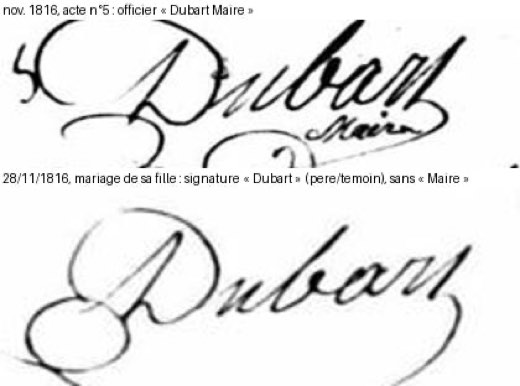 nov. 1816, acte n°5 : officier « Dubart Maire »
Dubart
Maire
28/11/1816, mariage de sa fille : signature « Dubart » (pere/temoin), sans « Maire »
Dubart